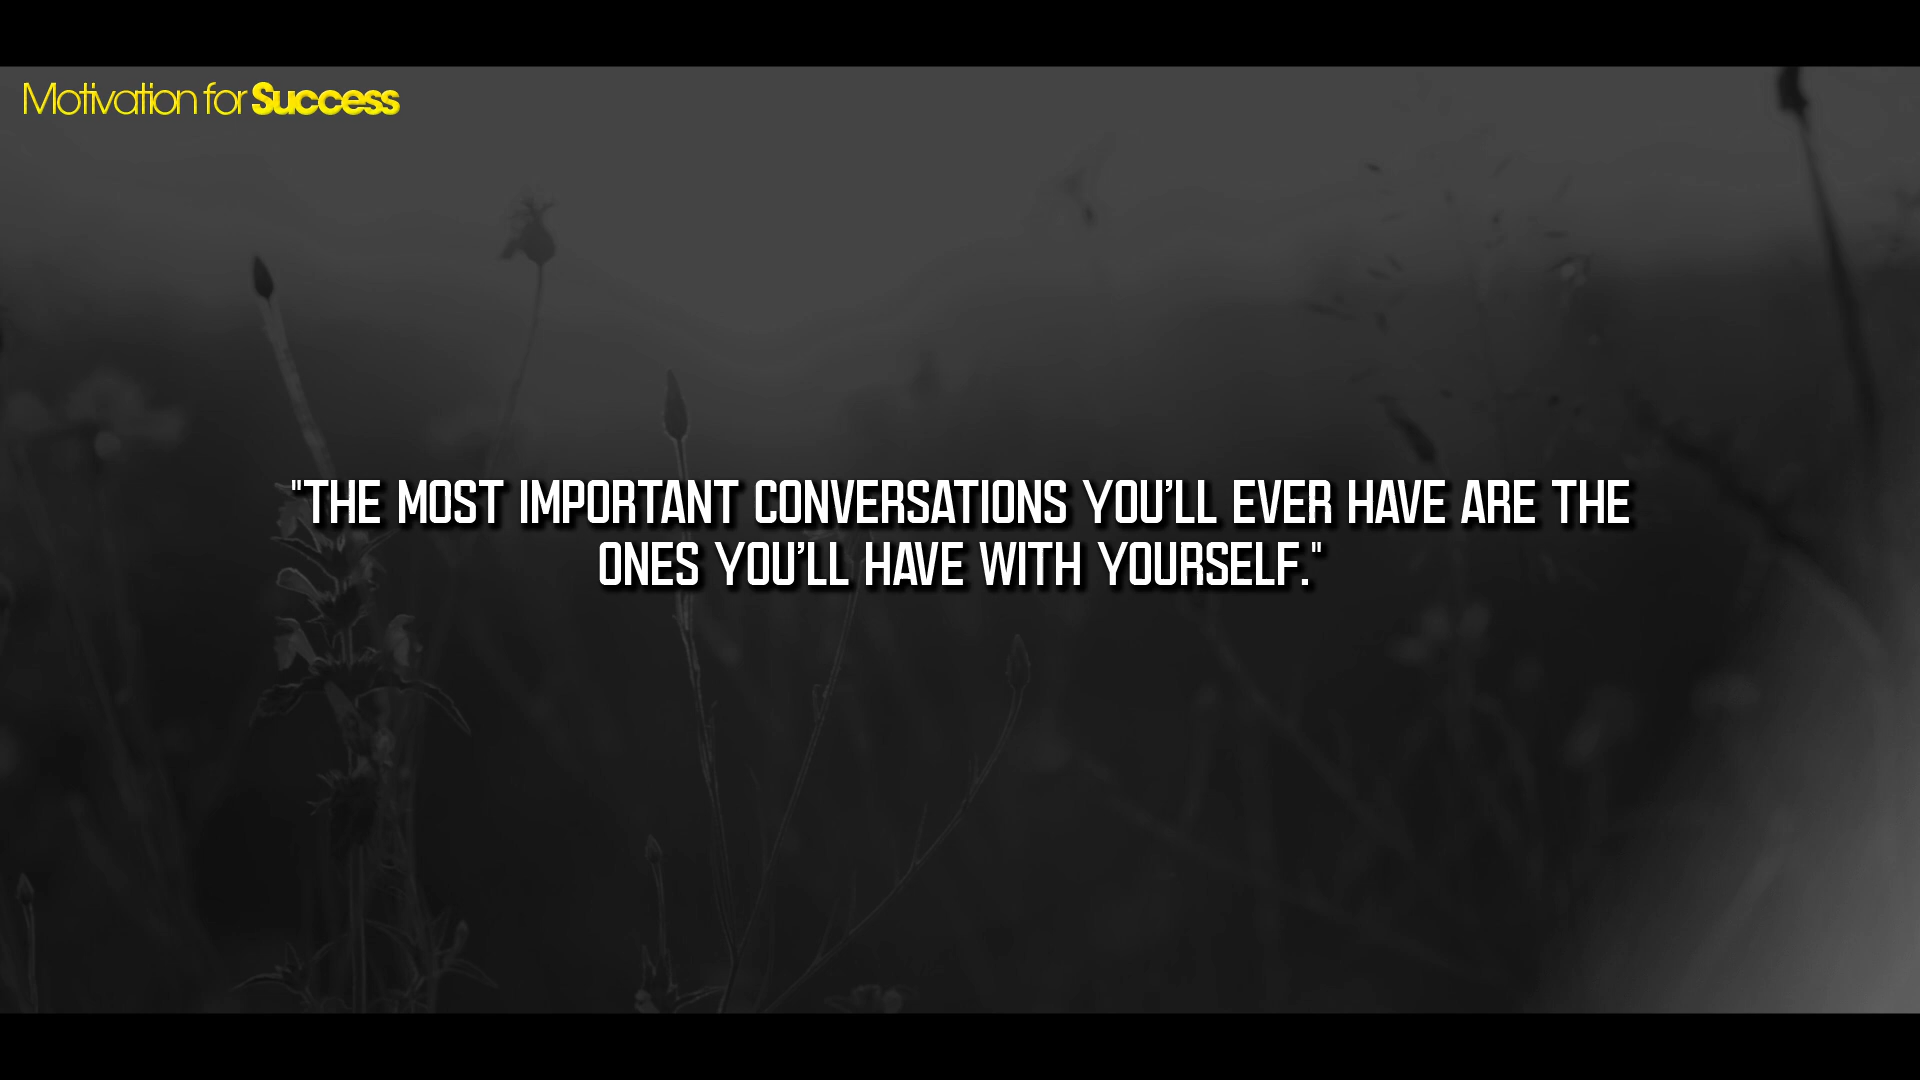 Motivation for Success
"THE MOST IMPORTANT CONVERSATIONS YOU'LL EVER HAVE ARE THE
ONES YOU'LL HAVE WITH YOURSELF."